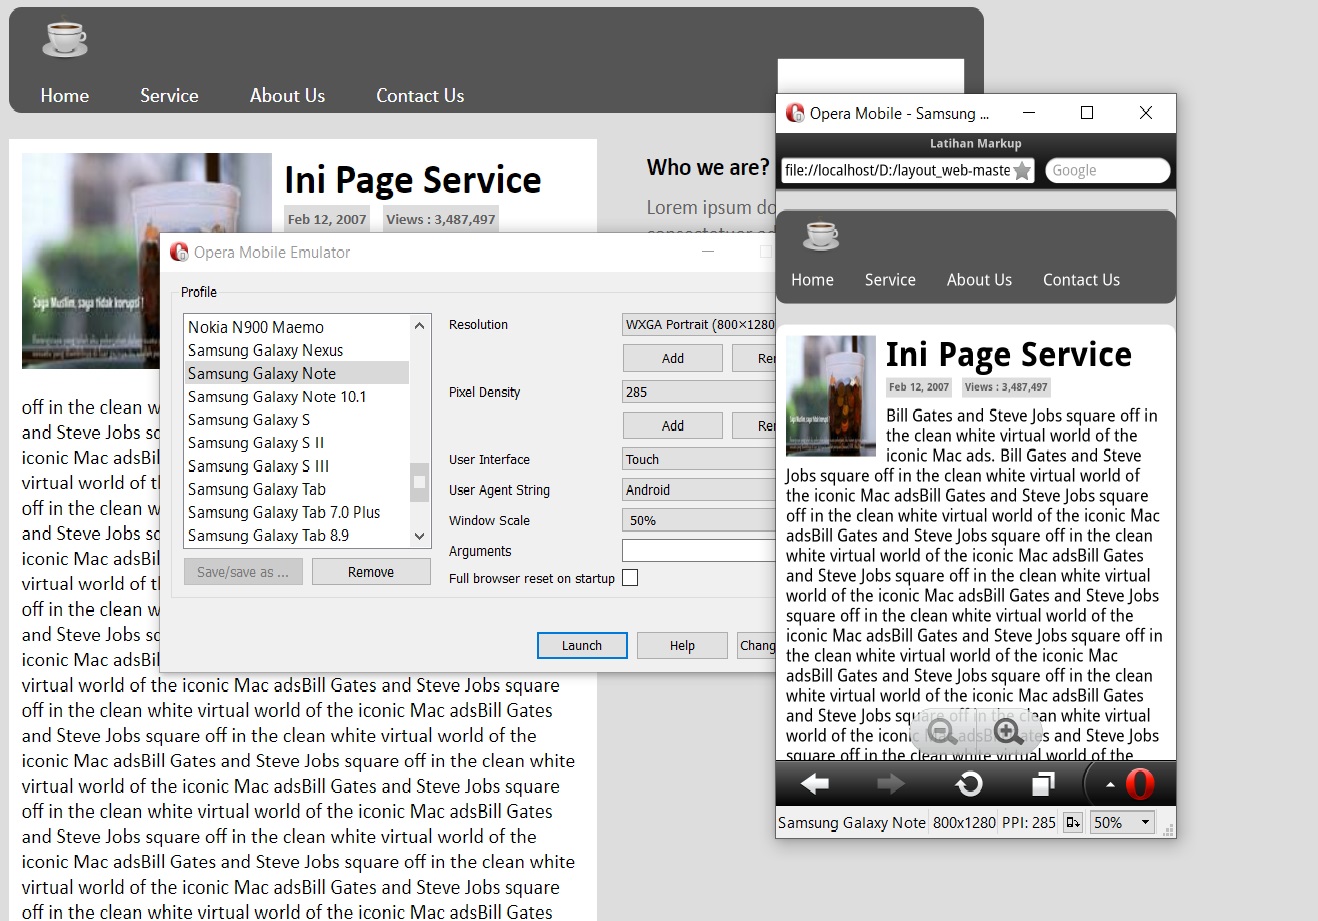 Home Service About Us Contact Us
Ini Page Service
Feb 12, 2007 Views : 3,487,497
Saya Muslim, saya tidak korupsi !
Who we are?
Lorem ipsum do
off in the clean w
and Steve Jobs sq
iconic Mac adsBil
virtual world of tl
off in the clean w
and Steve Jobs sq
iconic Mac adsBil
virtual world of tl
off in the clean w
and Steve Jobs sq
iconic Mac adsBil
virtual world of the iconic Mac adsBill Gates and Steve Jobs square
off in the clean white virtual world of the iconic Mac adsBill Gates
and Steve Jobs square off in the clean white virtual world of the
iconic Mac adsBill Gates and Steve Jobs square off in the clean white
virtual world of the iconic Mac adsBill Gates and Steve Jobs square
off in the clean white virtual world of the iconic Mac adsBill Gates
and Steve Jobs square off in the clean white virtual world of the
iconic Mac adsBill Gates and Steve Jobs square off in the clean white
virtual world of the iconic Mac adsBill Gates and Steve Jobs square
off in the clean white virtual world of the iconic Mac adsBill Gates
Opera Mobile Emulator
Profile
Nokia N900 Maemo
Samsung Galaxy Nexus
Samsung Galaxy Note
Samsung Galaxy Note 10.1
Samsung Galaxy S
Samsung Galaxy S II
Samsung Galaxy S III
Samsung Galaxy Tab
Samsung Galaxy Tab 7.0 Plus
Samsung Galaxy Tab 8.9
Save/save as ... Remove
Resolution WXGA Portrait (800×1280
Add Rer
Pixel Density 285
Add Rer
User Interface Touch
User Agent String Android
Window Scale 50%
Arguments
Full browser reset on startup
Launch Help Chang
Opera Mobile - Samsung ...
Latihan Markup
file://localhost/D:/layout_web-maste Google
Home Service About Us Contact Us
Ini Page Service
Feb 12, 2007 Views : 3,487,497
Saya Muslim, saya tidak korupsi !
Bill Gates and Steve Jobs square off in
the clean white virtual world of the
iconic Mac ads. Bill Gates and Steve
Jobs square off in the clean white virtual world of
the iconic Mac adsBill Gates and Steve Jobs square
off in the clean white virtual world of the iconic Mac
adsBill Gates and Steve Jobs square off in the clean
white virtual world of the iconic Mac adsBill Gates
and Steve Jobs square off in the clean white virtual
world of the iconic Mac adsBill Gates and Steve Jobs
square off in the clean white virtual world of the
iconic Mac adsBill Gates and Steve Jobs square off in
the clean white virtual world of the iconic Mac
adsBill Gates and Steve Jobs square off in the clean
white virtual world of the iconic Mac adsBill Gates
and Steve Jobs square off in the clean white virtual
world of the iconic Mac adsBill Gates and Steve Jobs
square off in the clean white virtual world of the
Samsung Galaxy Note 800x1280 PPI: 285 50%